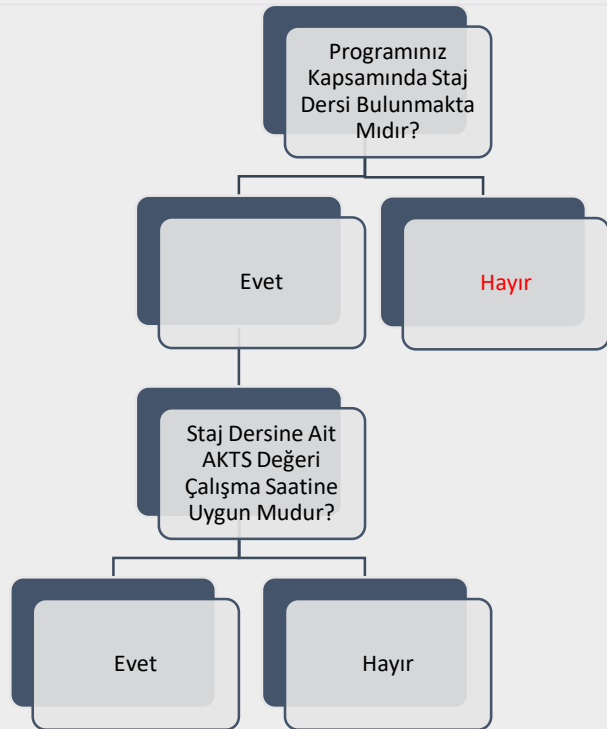 Programınız
Kapsamında Staj
Dersi Bulunmakta
Mıdır?
Evet
Hayır
Staj Dersine Ait
AKTS Değeri
Çalışma Saatine
Uygun Mudur?
Evet
Hayır